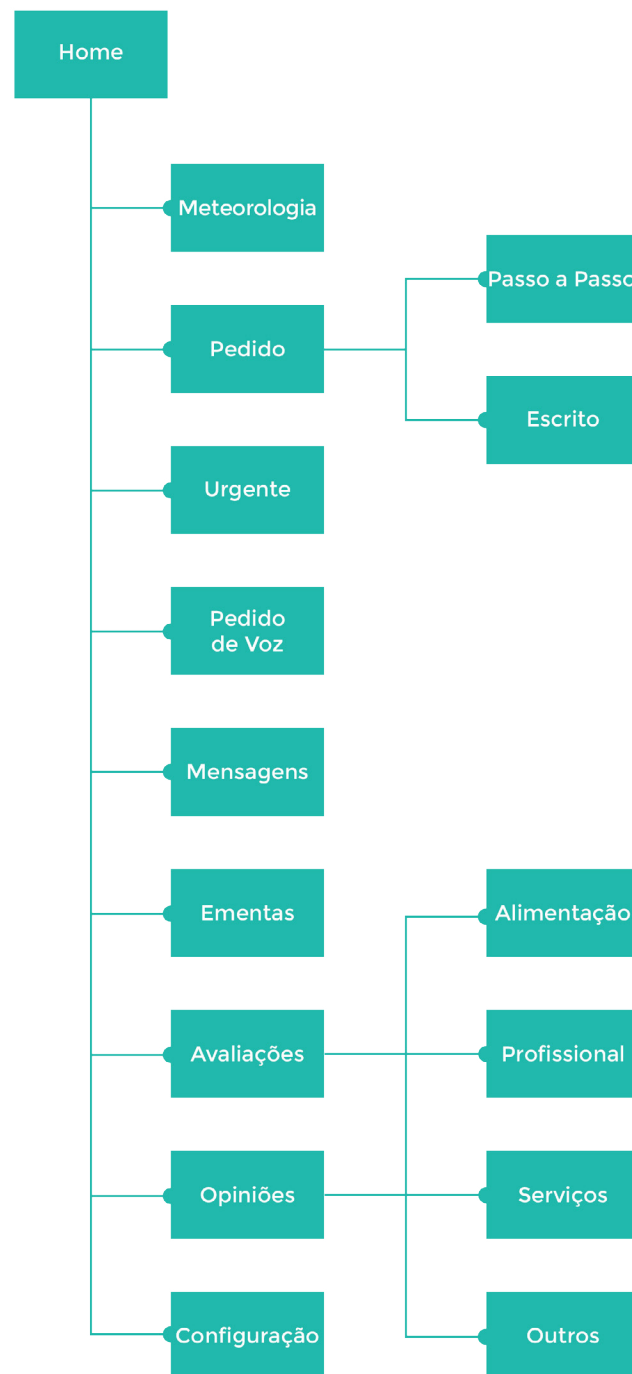 Home
Meteorologia
Passo a Passo
Pedido
Escrito
Urgente
Pedido
de Voz
Mensagens
Ementas
Alimentação
Avaliações
Profissional
Opiniões
Serviços
Configuração
Outros